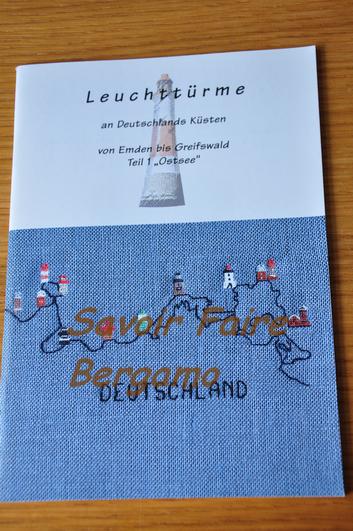 Leuchttürme
an Deutschlands Küsten
von Emden bis Greifswald
Teil 1 „Ostsee"
Savoir Faire
Bergamo
DEUTSCHLAND